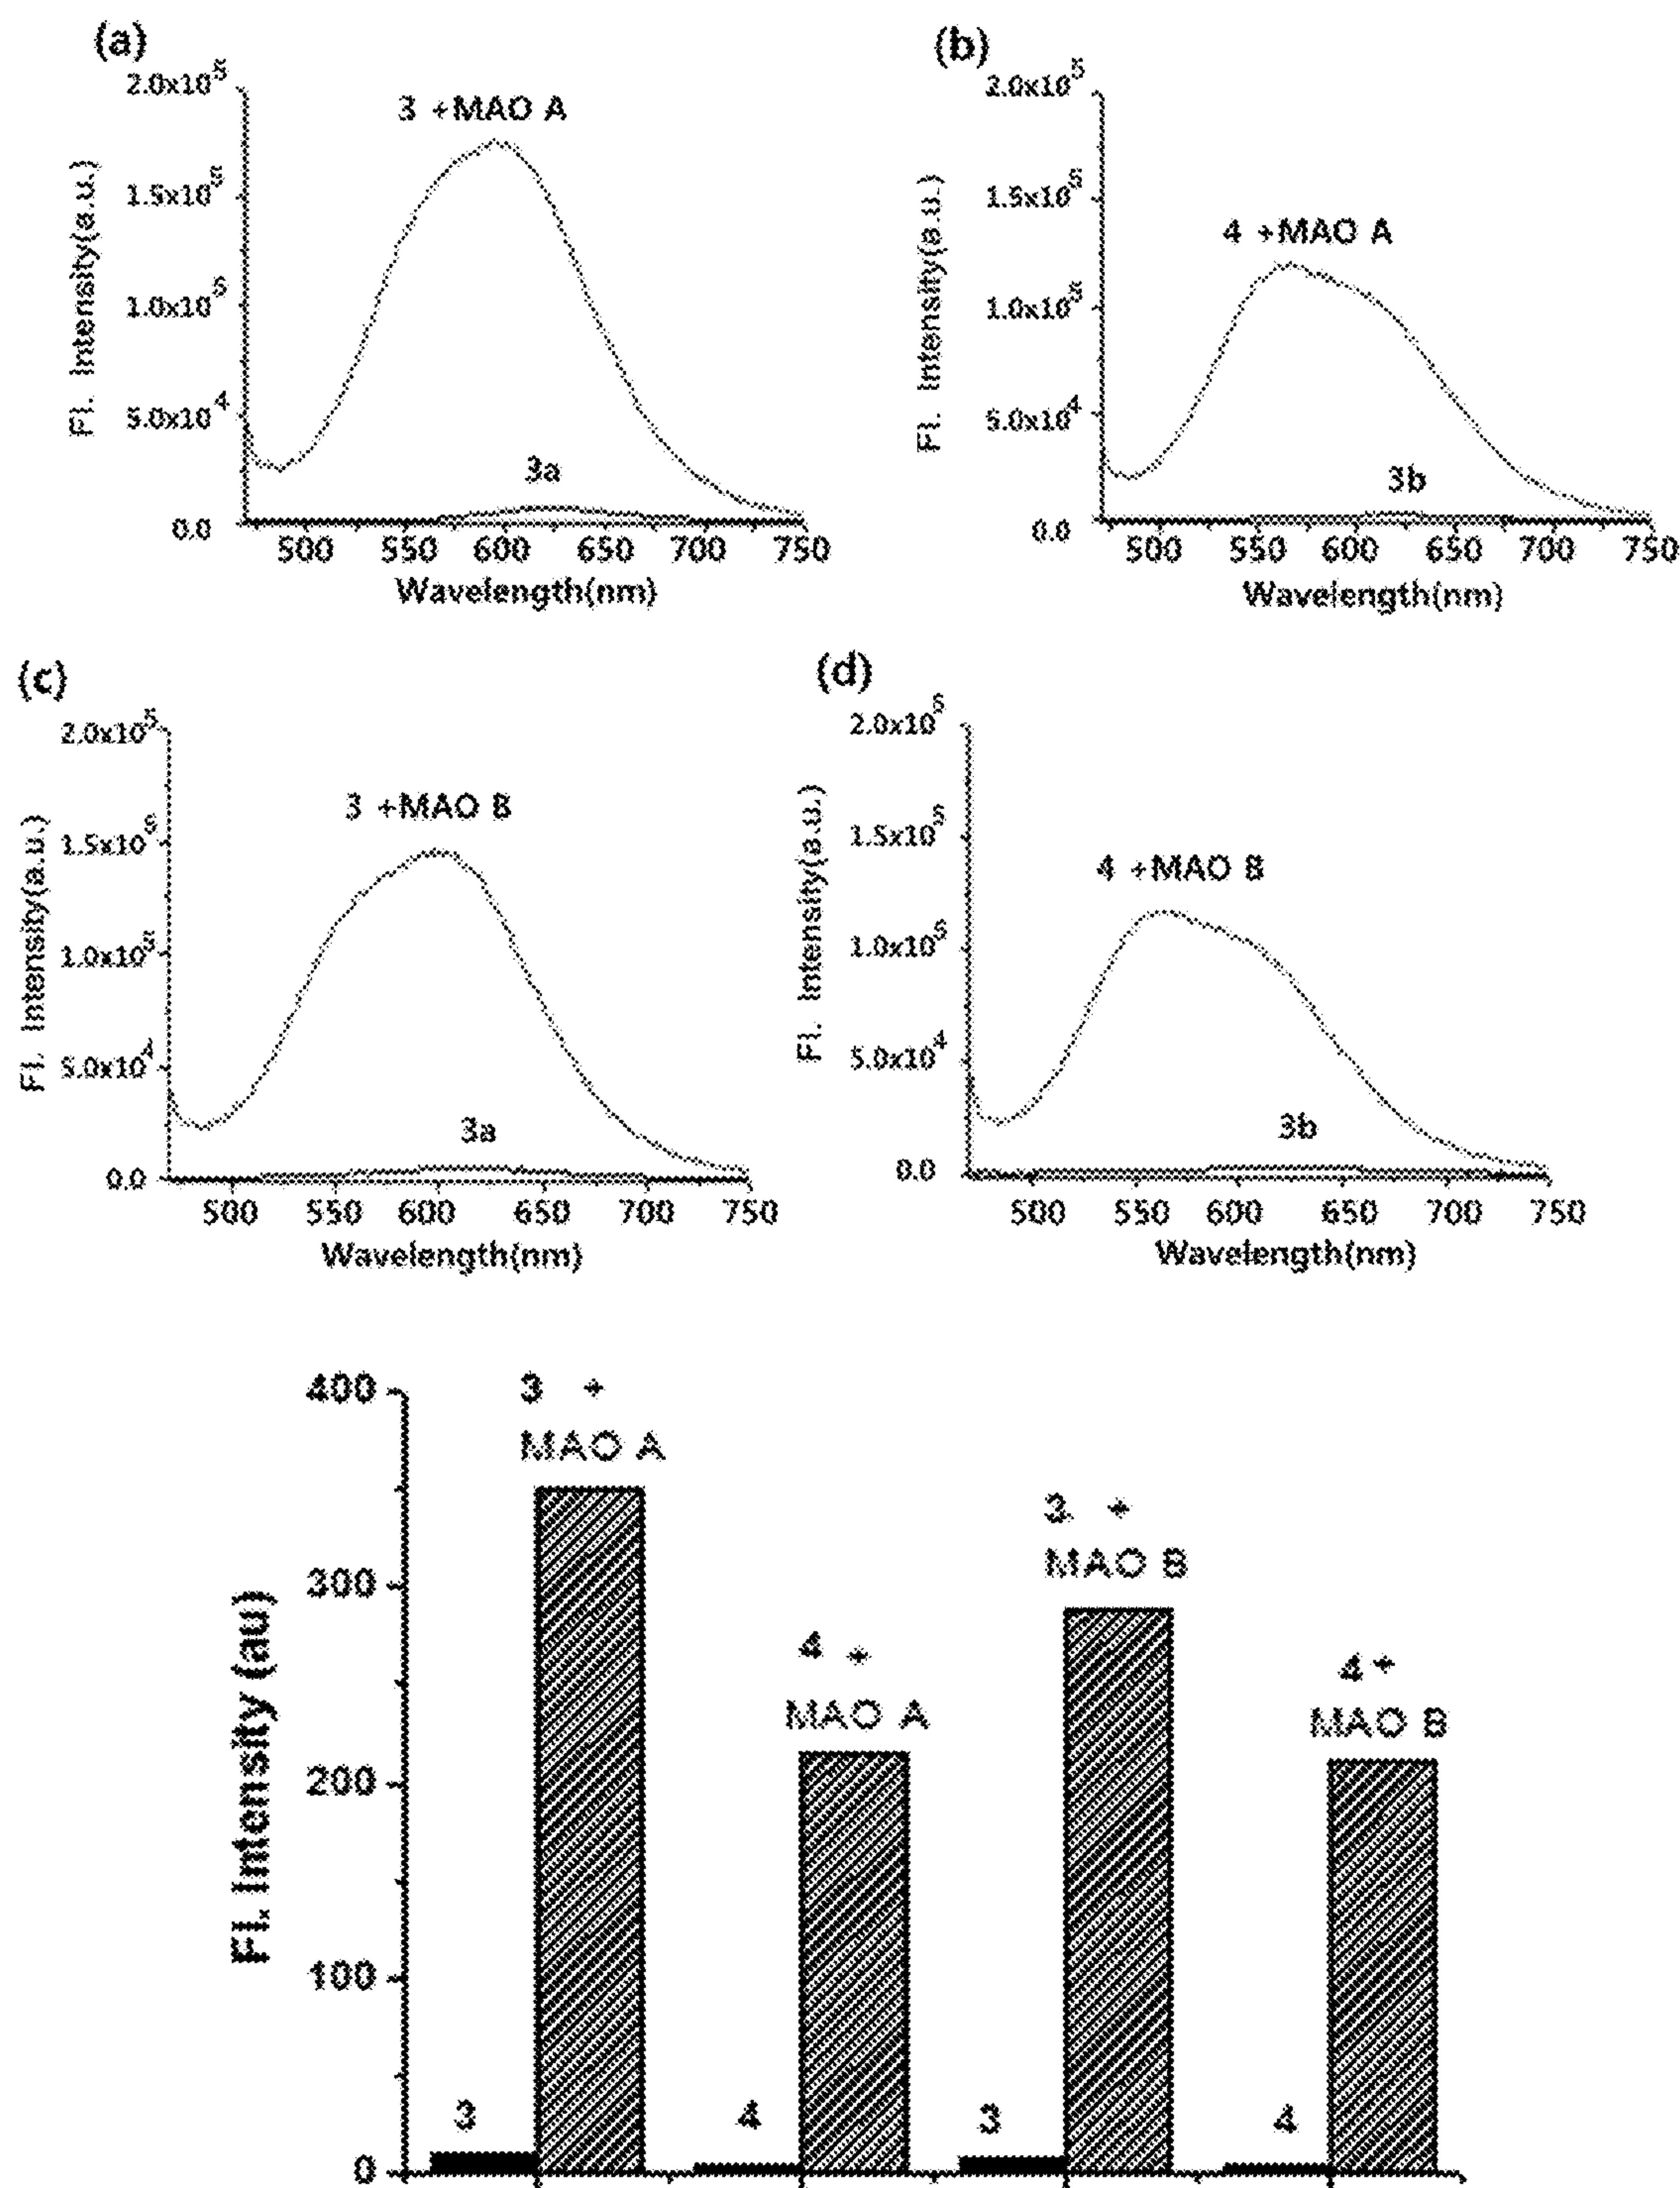 (a)
2.0x10^5
3 +MAO A
1.5x10^5
1.0x10^5
5.0x10^4
3a
0.0
500 550 600 650 700 750
Wavelength(nm)
Fl. Intensity(a.u.)
(b)
2.0x10^5
1.5x10^5
4 +MAO A
1.0x10^5
5.0x10^4
3b
0.0
500 550 600 650 700 750
Wavelength(nm)
Fl. Intensity(a.u.)
(c)
2.0x10^5
3 +MAO B
1.5x10^5
1.0x10^5
5.0x10^4
3a
0.0
500 550 600 650 700 750
Wavelength(nm)
Fl. Intensity(a.u.)
(d)
2.0x10^5
1.5x10^5
4 +MAO B
1.0x10^5
5.0x10^4
3b
0.0
500 550 600 650 700 750
Wavelength(nm)
Fl. Intensity(a.u.)
400
300
200
100
0
Fl. Intensity (au)
3 +
MAO A
4 +
MAO A
3 +
MAO B
4 +
MAO B
3 4 3 4